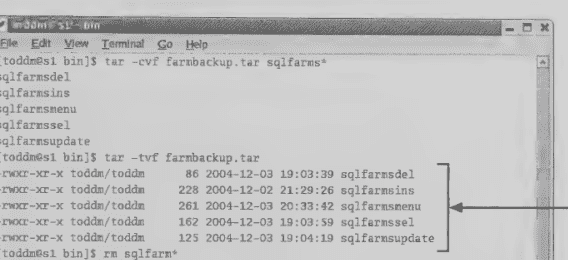 toddm@s1 - bin
File Edit View Terminal Go Help
[toddm@s1 bin]$ tar -cvf farmbackup.tar sqlfarms*
sqlfarmsdel
sqlfarmsins
sqlfarmsmenu
sqlfarmssel
sqlfarmsupdate
[toddm@s1 bin]$ tar -tvf farmbackup.tar
-rwxr-xr-x toddm/toddm 86 2004-12-03 19:03:39 sqlfarmsdel
-rwxr-xr-x toddm/toddm 228 2004-12-02 21:29:26 sqlfarmsins
-rwxr-xr-x toddm/toddm 261 2004-12-03 20:33:42 sqlfarmsmenu
-rwxr-xr-x toddm/toddm 162 2004-12-03 19:03:59 sqlfarmssel
-rwxr-xr-x toddm/toddm 125 2004-12-03 19:04:19 sqlfarmsupdate
[toddm@s1 bin]$ rm sqlfarm*